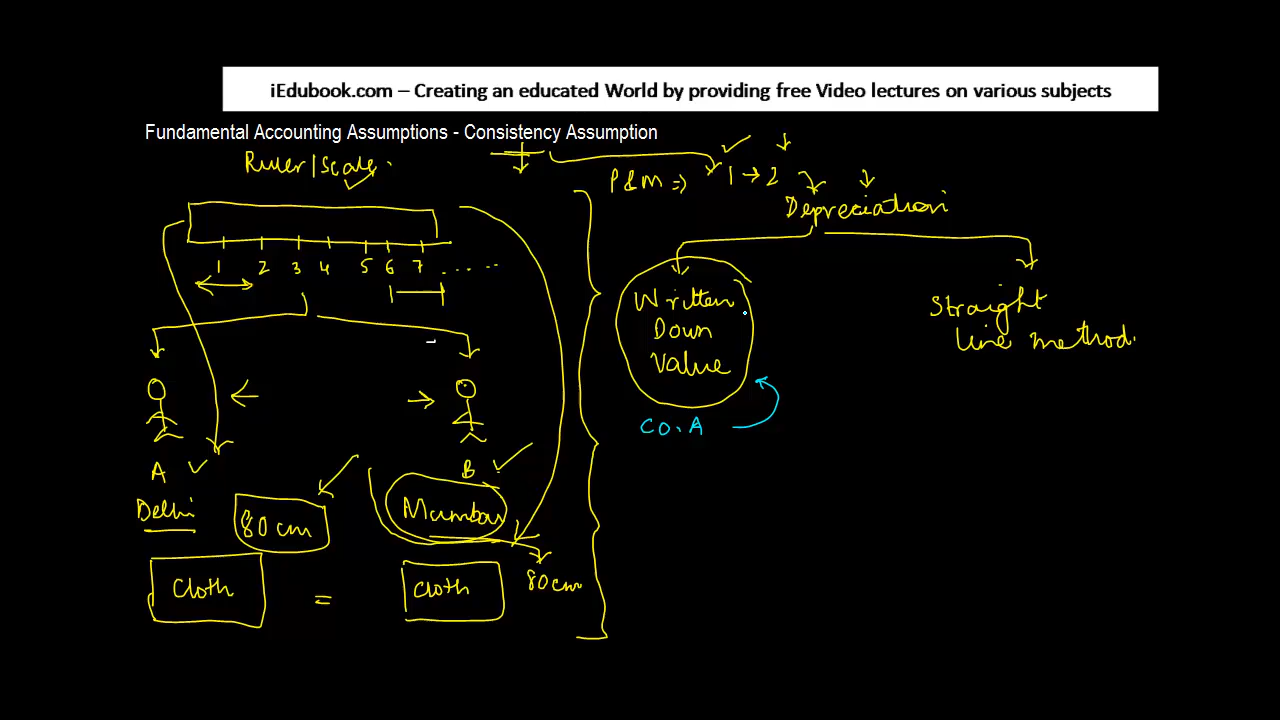 iEdubook.com – Creating an educated World by providing free Video lectures on various subjects
Fundamental Accounting Assumptions - Consistency Assumption
Ruler/Scale
1 2 3 4 5 6 7 .....
A
B
Delhi
80 cm
Mumbai
Cloth
=
Cloth
80cm
P&M ⇒ 1 → 2
Depreciation
Written
Down
Value
Straight
line method.
CO. A